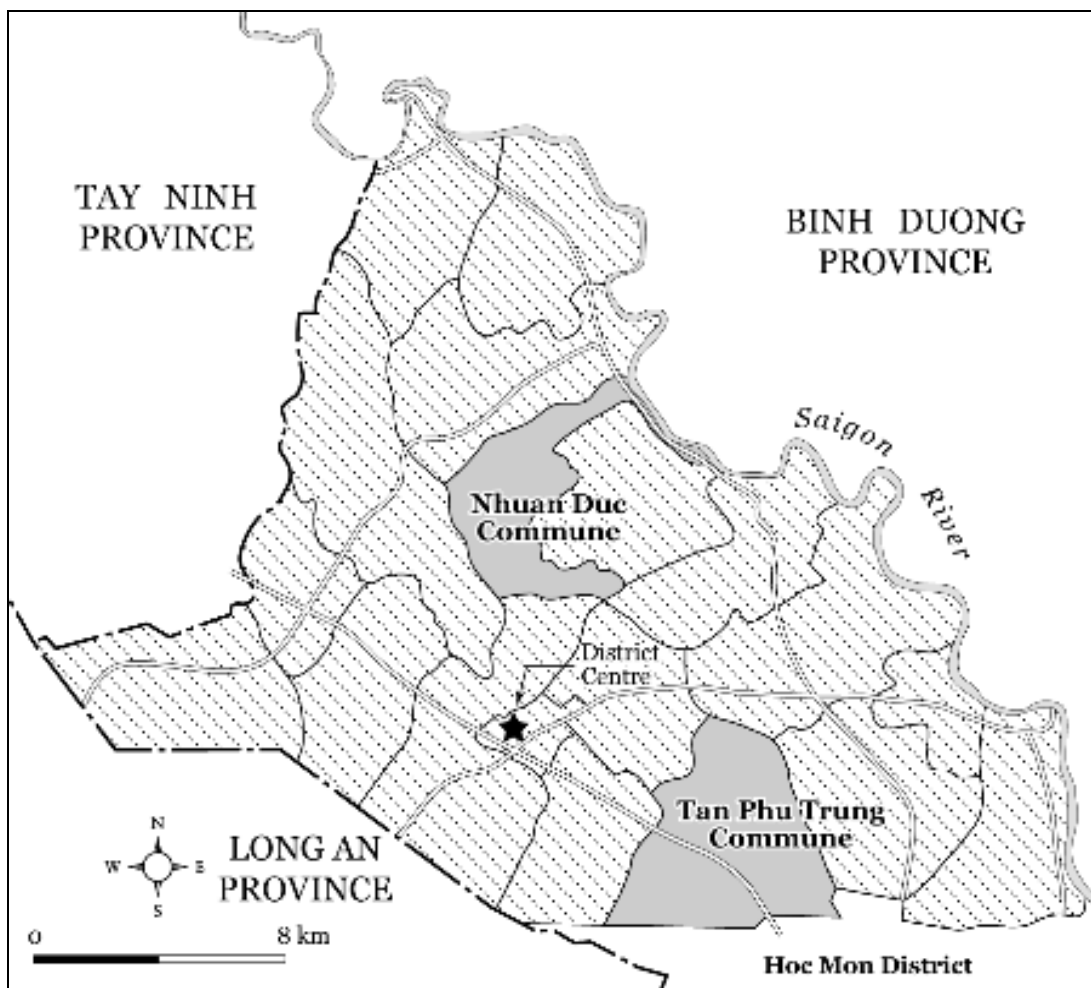 TAY NINH
PROVINCE
BINH DUONG
PROVINCE
Saigon
River
Nhuan Duc
Commune
District
Centre
Tan Phu Trung
Commune
N
W E
S
LONG AN
PROVINCE
0 8 km
Hoc Mon District